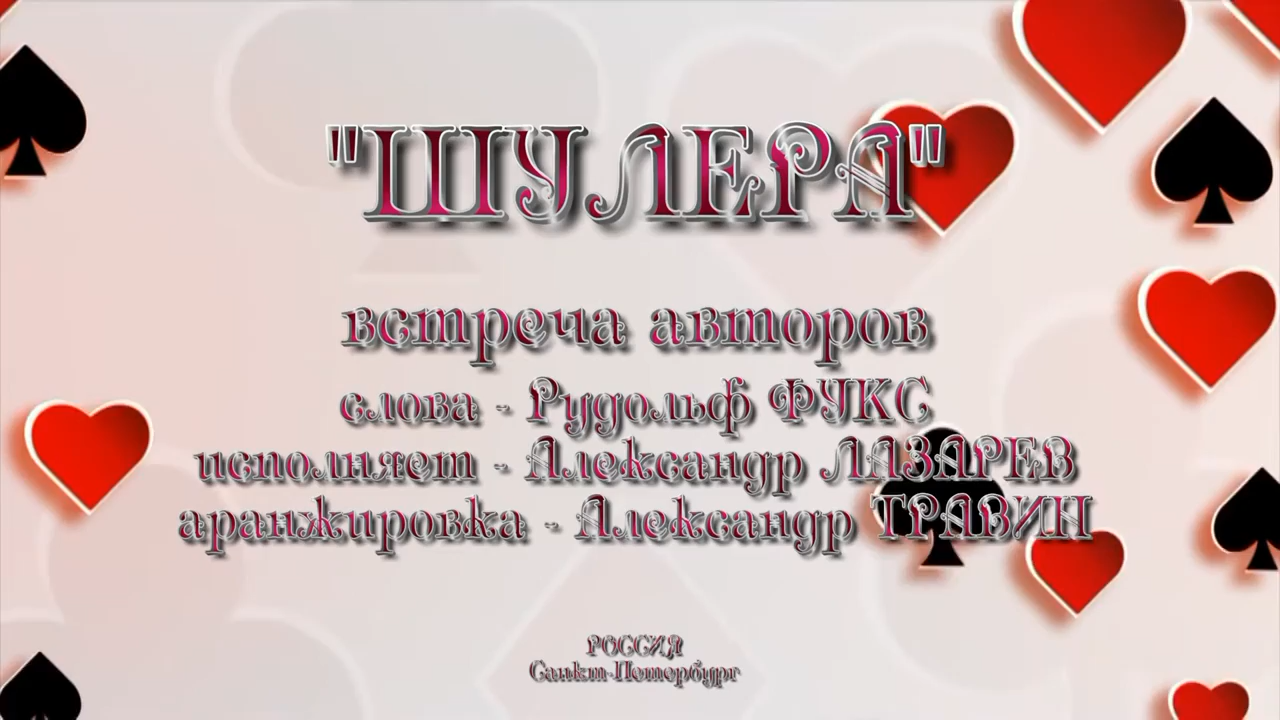 "ШУЛЕРА"
встреча авторов
слова - Рудольф ФУКС
исполняет - Александр ЛАЗАРЕВ
аранжировка - Александр ТРАВИН
РОССИЯ
Санкт-Петербург